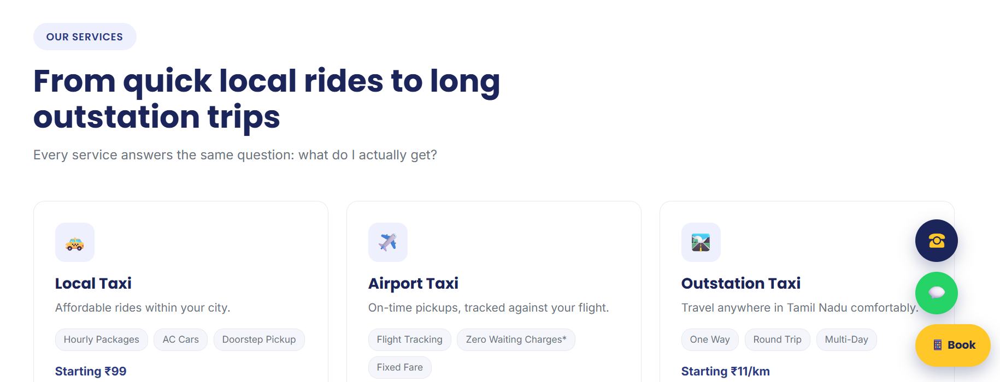 OUR SERVICES
From quick local rides to long
outstation trips
Every service answers the same question: what do I actually get?
Local Taxi
Affordable rides within your city.
Hourly Packages
AC Cars
Doorstep Pickup
Starting ₹99
Airport Taxi
On-time pickups, tracked against your flight.
Flight Tracking
Zero Waiting Charges*
Fixed Fare
Outstation Taxi
Travel anywhere in Tamil Nadu comfortably.
One Way
Round Trip
Multi-Day
Starting ₹11/km
Book